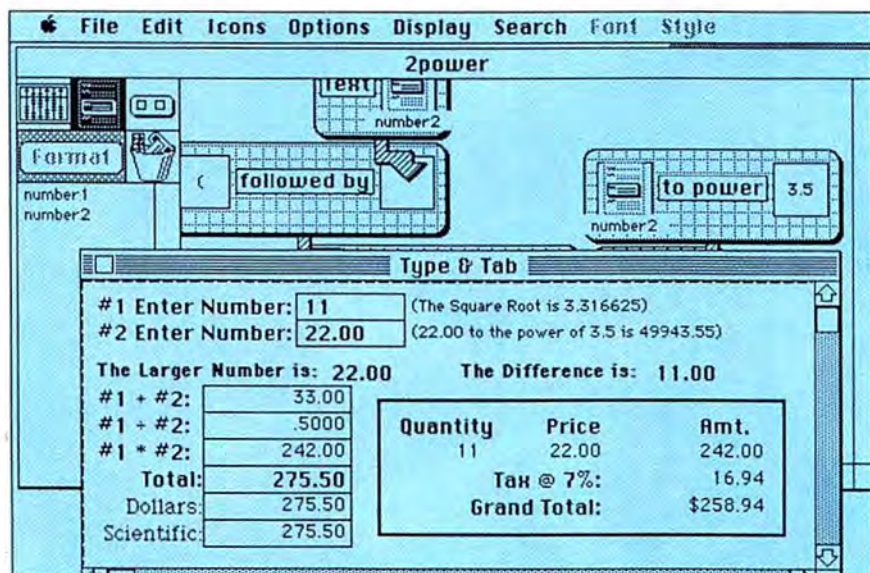 File Edit Icons Options Display Search Font Style
2power
Text
number2
Format
( followed by
to power 3.5
number1
number2
number2
Type & Tab
#1 Enter Number: 11 (The Square Root is 3.316625)
#2 Enter Number: 22.00 (22.00 to the power of 3.5 is 49943.55)
The Larger Number is: 22.00 The Difference is: 11.00
#1 + #2: 33.00
#1 ÷ #2: .5000
#1 * #2: 242.00
Total: 275.50
Dollars: 275.50
Scientific: 275.50
Quantity Price Amt.
11 22.00 242.00
Tax @ 7%: 16.94
Grand Total: $258.94